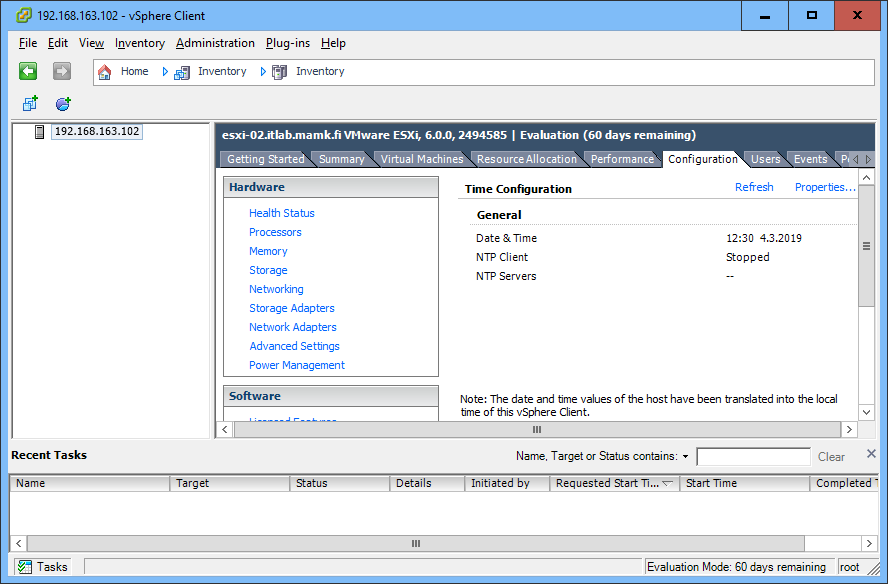 192.168.163.102 - vSphere Client
File Edit View Inventory Administration Plug-ins Help
Home Inventory Inventory
192.168.163.102
esxi-02.itlab.mamk.fi VMware ESXi, 6.0.0, 2494585 | Evaluation (60 days remaining)
Getting Started Summary Virtual Machines Resource Allocation Performance Configuration Users Events
Hardware
Health Status
Processors
Memory
Storage
Networking
Storage Adapters
Network Adapters
Advanced Settings
Power Management
Software
Licensed Features
Time Configuration Refresh Properties...
General
Date & Time 12:30 4.3.2019
NTP Client Stopped
NTP Servers --
Note: The date and time values of the host have been translated into the local
time of this vSphere Client.
Recent Tasks Name, Target or Status contains: Clear
Name Target Status Details Initiated by Requested Start Ti... Start Time Completed T
Tasks Evaluation Mode: 60 days remaining root